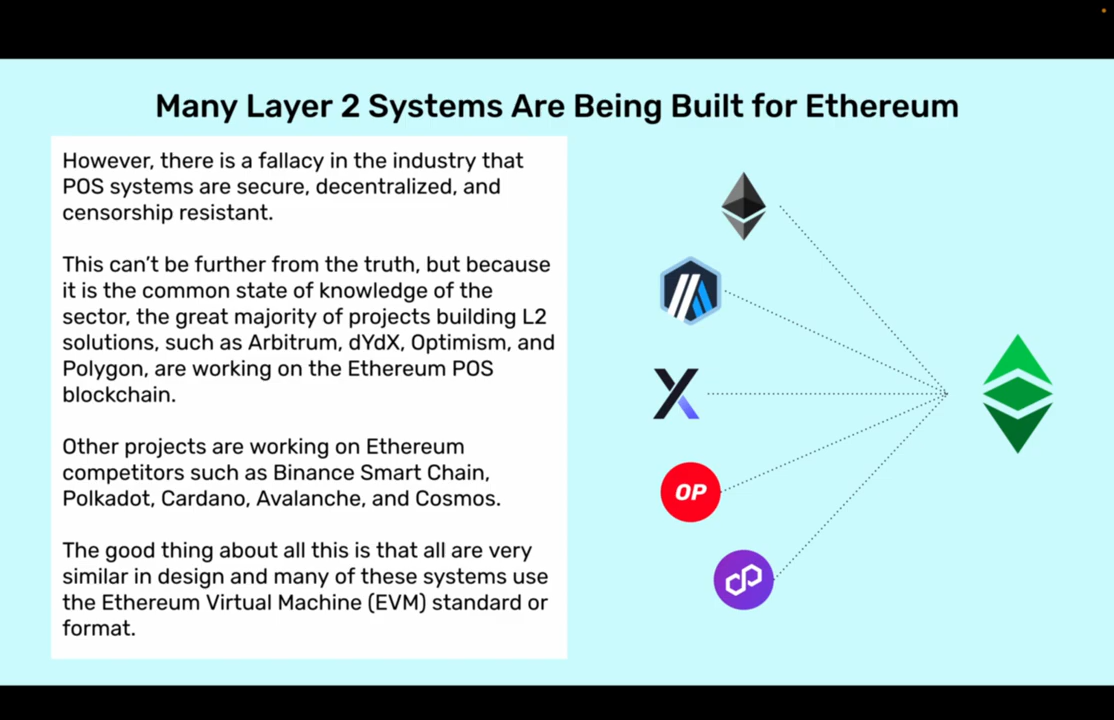 Many Layer 2 Systems Are Being Built for Ethereum
However, there is a fallacy in the industry that
POS systems are secure, decentralized, and
censorship resistant.
This can’t be further from the truth, but because
it is the common state of knowledge of the
sector, the great majority of projects building L2
solutions, such as Arbitrum, dYdX, Optimism, and
Polygon, are working on the Ethereum POS
blockchain.
Other projects are working on Ethereum
competitors such as Binance Smart Chain,
Polkadot, Cardano, Avalanche, and Cosmos.
The good thing about all this is that all are very
similar in design and many of these systems use
the Ethereum Virtual Machine (EVM) standard or
format.
OP